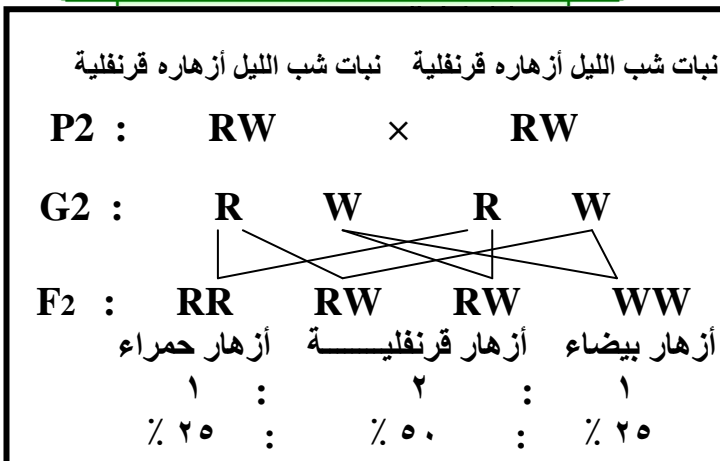 نبات شب الليل أزهاره قرنفلية نبات شب الليل أزهاره قرنفلية
P2 : RW × RW
G2 : R W R W
F2 : RR RW RW WW
أزهار بيضاء أزهار قرنفليـــــــة أزهار حمراء
١ : ٢ : ١
٢٥ ٪ : ٥٠ ٪ : ٢٥ ٪